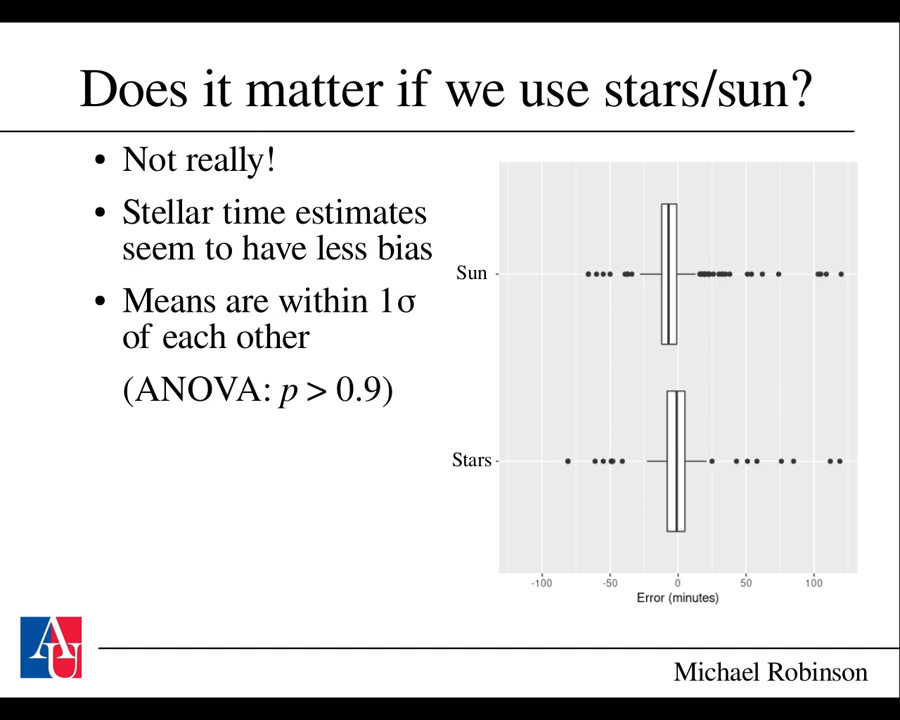 Does it matter if we use stars/sun?
• Not really!
• Stellar time estimates
seem to have less bias
• Means are within 1σ
of each other
(ANOVA: p > 0.9)
Sun
Stars
-100 -50 0 50 100
Error (minutes)
AU
Michael Robinson